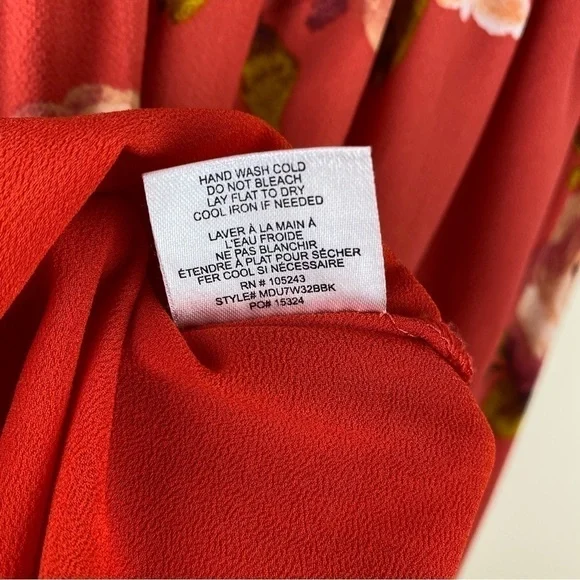 HAND WASH COLD
DO NOT BLEACH
LAY FLAT TO DRY
COOL IRON IF NEEDED
LAVER À LA MAIN À
L'EAU FROIDE
NE PAS BLANCHIR
ÉTENDRE À PLAT POUR SÉCHER
FER COOL SI NÉCESSAIRE
RN # 105243
STYLE# MDU7W32BBK
PO# 15324